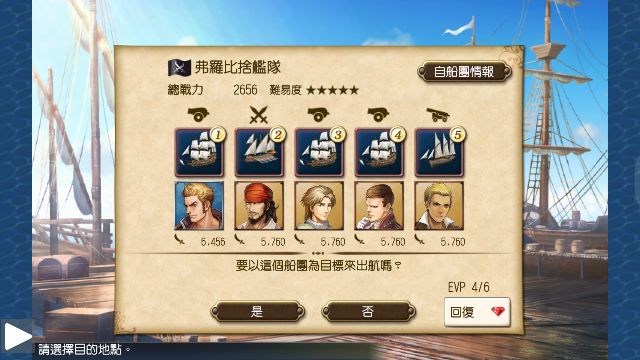 弗羅比捨艦隊
自船團情報
總戰力 2656 難易度 ★★★★★
1 2 3 4 5
6.456 5.760 5.760 5.760 5.760
要以這個船團為目標來出航嗎？
EVP 4/6
是 否 回復
請選擇目的地點。